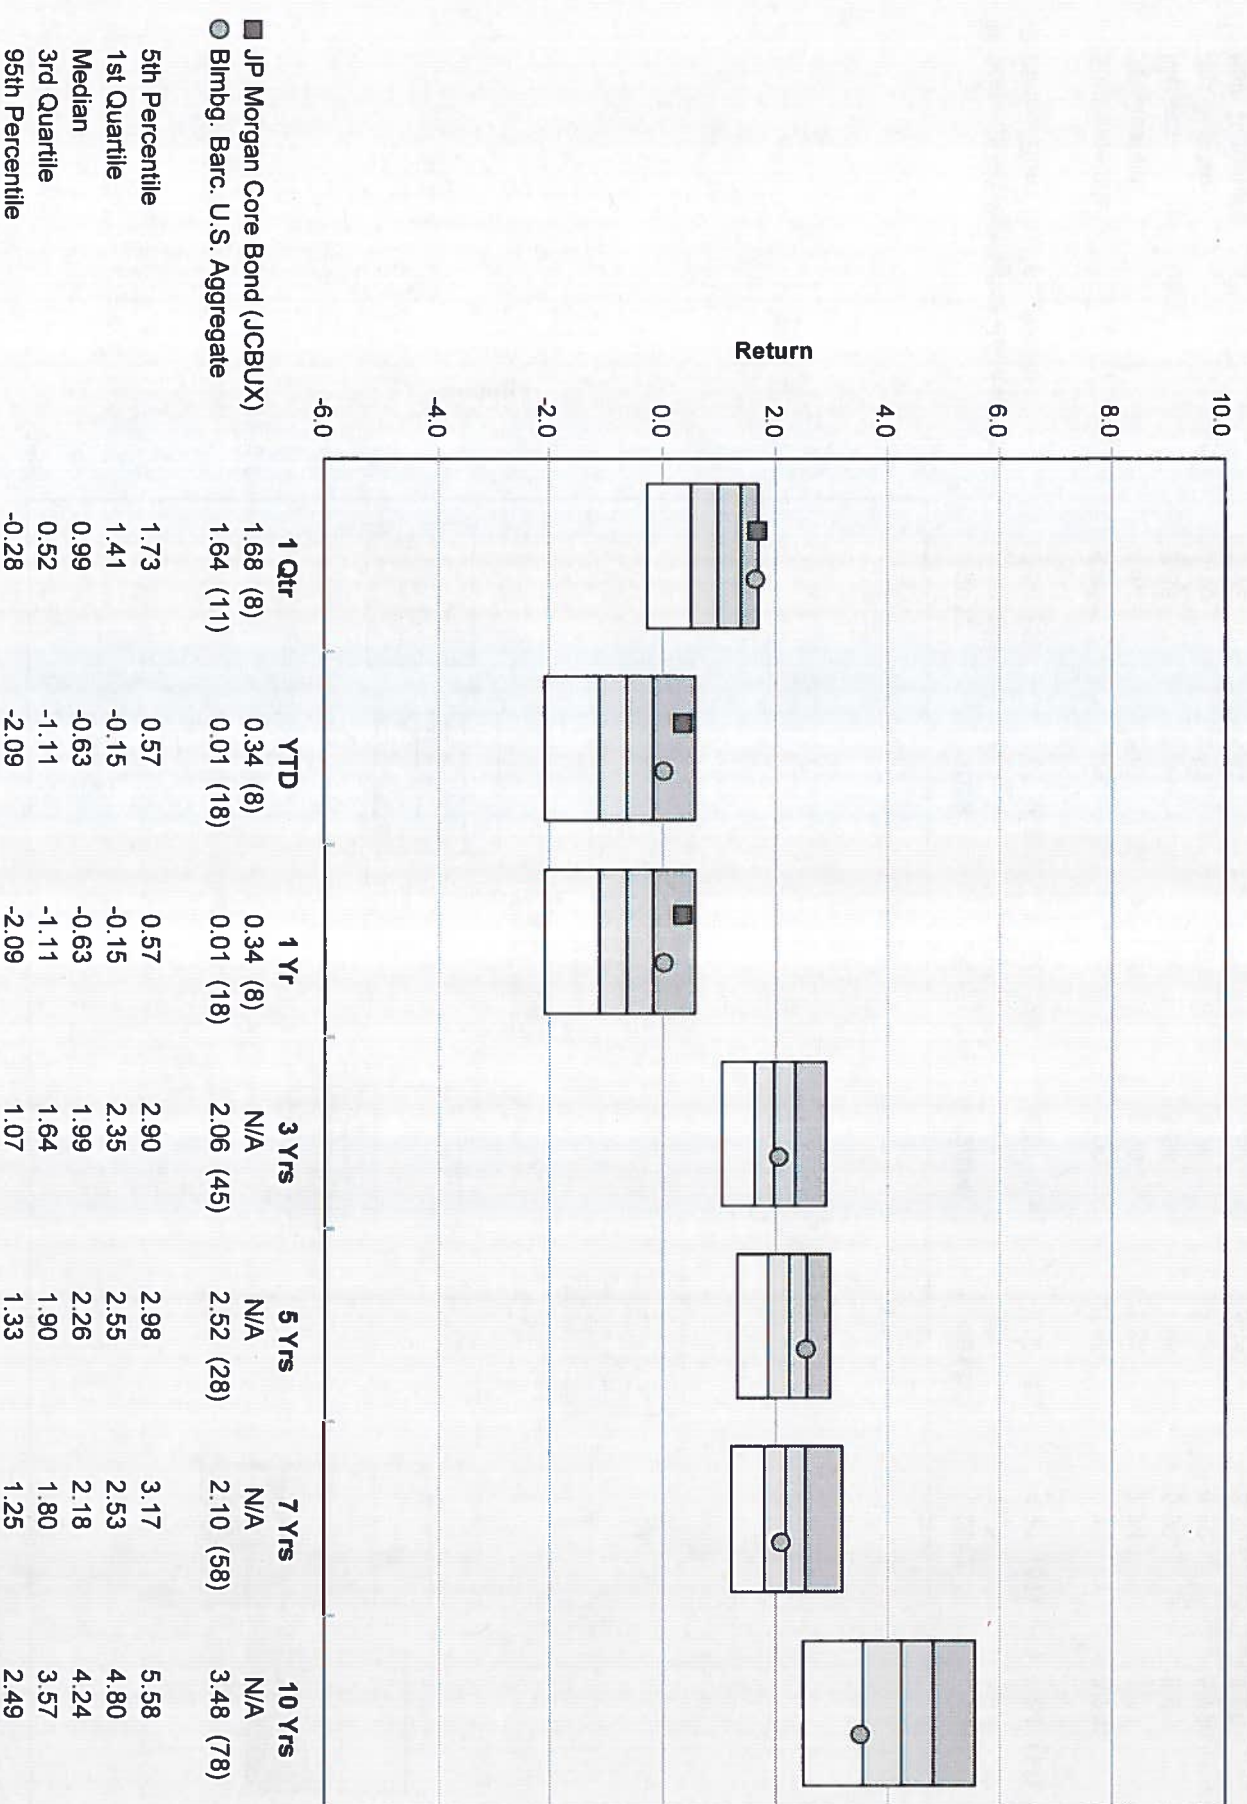 Return
10.0
8.0
6.0
4.0
2.0
0.0
-2.0
-4.0
-6.0
1 Qtr YTD 1 Yr 3 Yrs 5 Yrs 7 Yrs 10 Yrs
JP Morgan Core Bond (JCBUX) 1.68 (8) 0.34 (8) 0.34 (8) N/A N/A N/A N/A
Blmbg. Barc. U.S. Aggregate 1.64 (11) 0.01 (18) 0.01 (18) 2.06 (45) 2.52 (28) 2.10 (58) 3.48 (78)
5th Percentile 1.73 0.57 0.57 2.90 2.98 3.17 5.58
1st Quartile 1.41 -0.15 -0.15 2.35 2.55 2.53 4.80
Median 0.99 -0.63 -0.63 1.99 2.26 2.18 4.24
3rd Quartile 0.52 -1.11 -1.11 1.64 1.90 1.80 3.57
95th Percentile -0.28 -2.09 -2.09 1.07 1.33 1.25 2.49